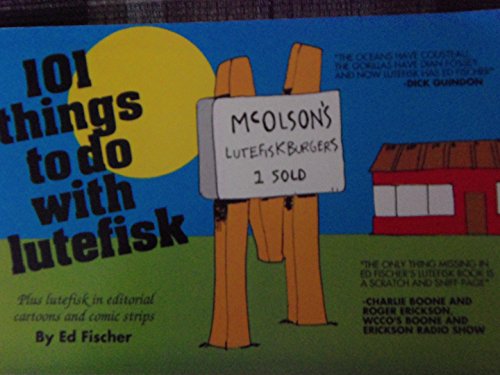 101
things
to do
with
lutefisk
Plus lutefisk in editorial
cartoons and comic strips
By Ed Fischer
McOLSON'S
LUTEFISKBURGERS
1 SOLD
"THE OCEANS HAVE COUSTEAU,
THE GORILLAS HAVE DIAN FOSSEY
AND NOW LUTEFISK HAS ED FISCHER"
-DICK GUINDON
"THE ONLY THING MISSING IN
ED FISCHER'S LUTEFISK BOOK IS
A SCRATCH AND SNIFF PAGE"
-CHARLIE BOONE AND
ROGER ERICKSON,
WCCO'S BOONE AND
ERICKSON RADIO SHOW